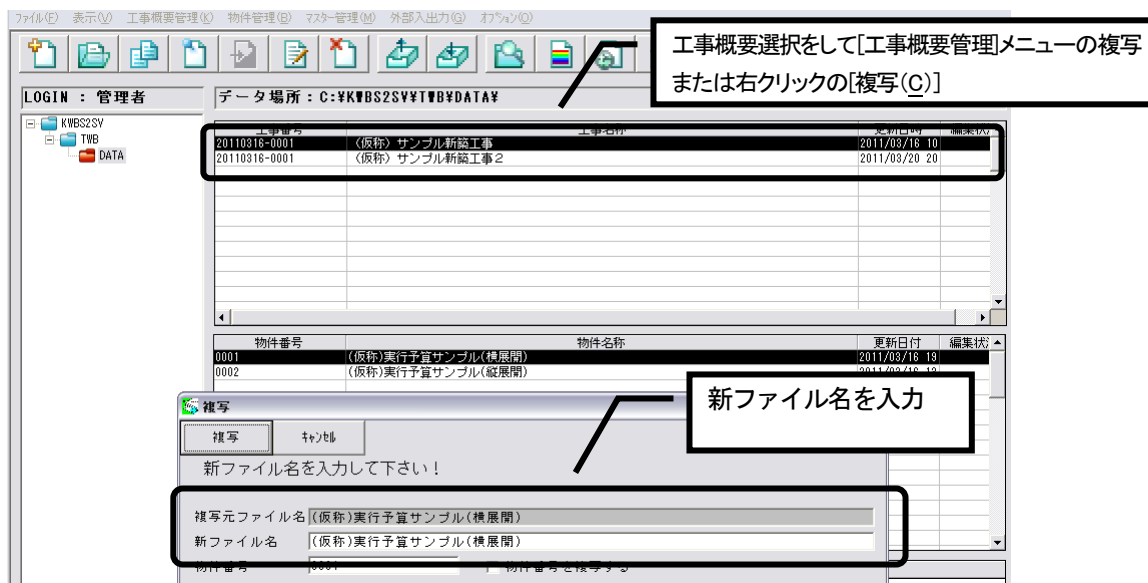 ファイル(F) 表示(V) 工事概要管理(K) 物件管理(B) マスター管理(M) 外部入出力(G) オプション(O)
工事概要選択をして[工事概要管理]メニューの複写
または右クリックの[複写(C)]
LOGIN : 管理者
データ場所:C:¥KWBS2SV¥TWB¥DATA¥
KWBS2SV
TWB
DATA
工事番号 工事名称 更新日時 編集状
20110316-0001 (仮称)サンプル新築工事 2011/03/16 10
20110316-0001 (仮称)サンプル新築工事2 2011/03/20 20
物件番号 物件名称 更新日付 編集状
0001 (仮称)実行予算サンプル(横展開) 2011/03/16 19
0002 (仮称)実行予算サンプル(縦展開)
新ファイル名を入力
複写
複写 キャンセル
新ファイル名を入力して下さい!
複写元ファイル名 (仮称)実行予算サンプル(横展開)
新ファイル名 (仮称)実行予算サンプル(横展開)
物件番号 0001 物件番号を複写する